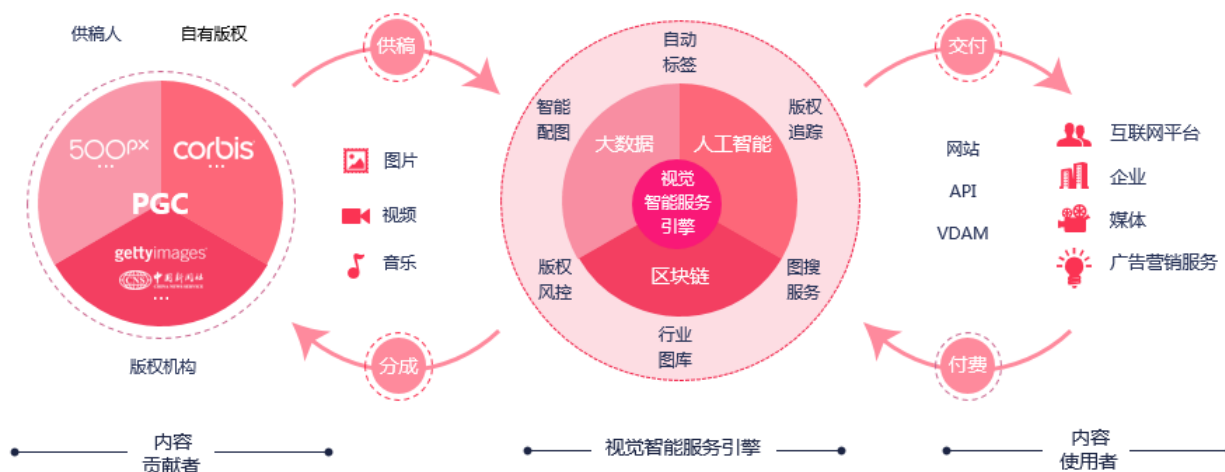 供稿人
自有版权
500px
...
corbis
...
PGC
gettyimages
CNS 中国新闻社
CHINA NEWS SERVICE
...
版权机构
供稿
图片
视频
音乐
分成
自动
标签
智能
配图
版权
追踪
大数据
人工智能
视觉
智能服务
引擎
区块链
版权
风控
图搜
服务
行业
图库
交付
网站
API
VDAM
互联网平台
企业
媒体
广告营销服务
付费
内容
贡献者
视觉智能服务引擎
内容
使用者